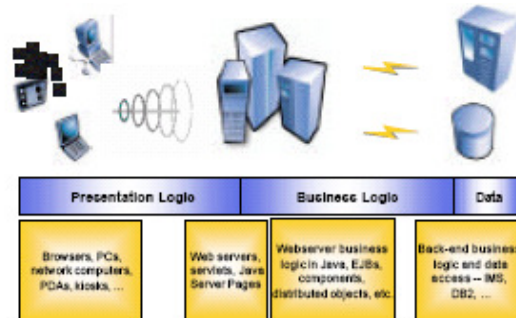 Presentation Logic
Business Logic
Data
Browsers, PCs,
network computers,
PDAs, kiosks, ...
Web servers,
servlets, Java
Server Pages
Webserver business
logic in Java, EJBs,
components,
distributed objects, etc.
Back-end business
logic and data
access -- IMS,
DB2, ...